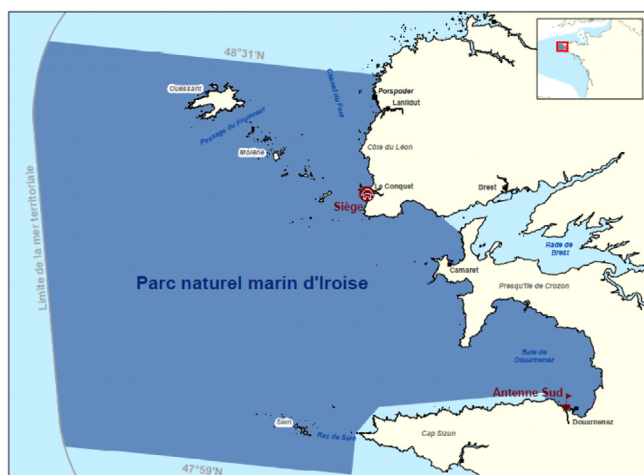 48°31'N
Chenal du Four
Porspoder
Lanildut
Ouessant
Passage du Fromveur
Côte du Léon
Molène
Le Conquet
Siège
Brest
Limite de la mer territoriale
Rade de
Brest
Camaret
Parc naturel marin d'Iroise
Presqu'île de Crozon
Baie de
Douarnenez
Antenne Sud
Sein
Raz de Sein
Douarnenez
Cap Sizun
47°59'N